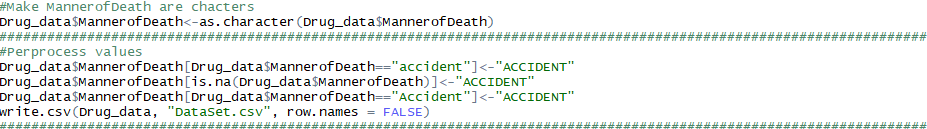 #Make MannerofDeath are chacters
Drug_data$MannerofDeath<-as.character(Drug_data$MannerofDeath)
####################################################################################################################
#Perprocess values
Drug_data$MannerofDeath[Drug_data$MannerofDeath=="accident"]<-"ACCIDENT"
Drug_data$MannerofDeath[is.na(Drug_data$MannerofDeath)]<-"ACCIDENT"
Drug_data$MannerofDeath[Drug_data$MannerofDeath=="Accident"]<-"ACCIDENT"
write.csv(Drug_data, "DataSet.csv", row.names = FALSE)
####################################################################################################################